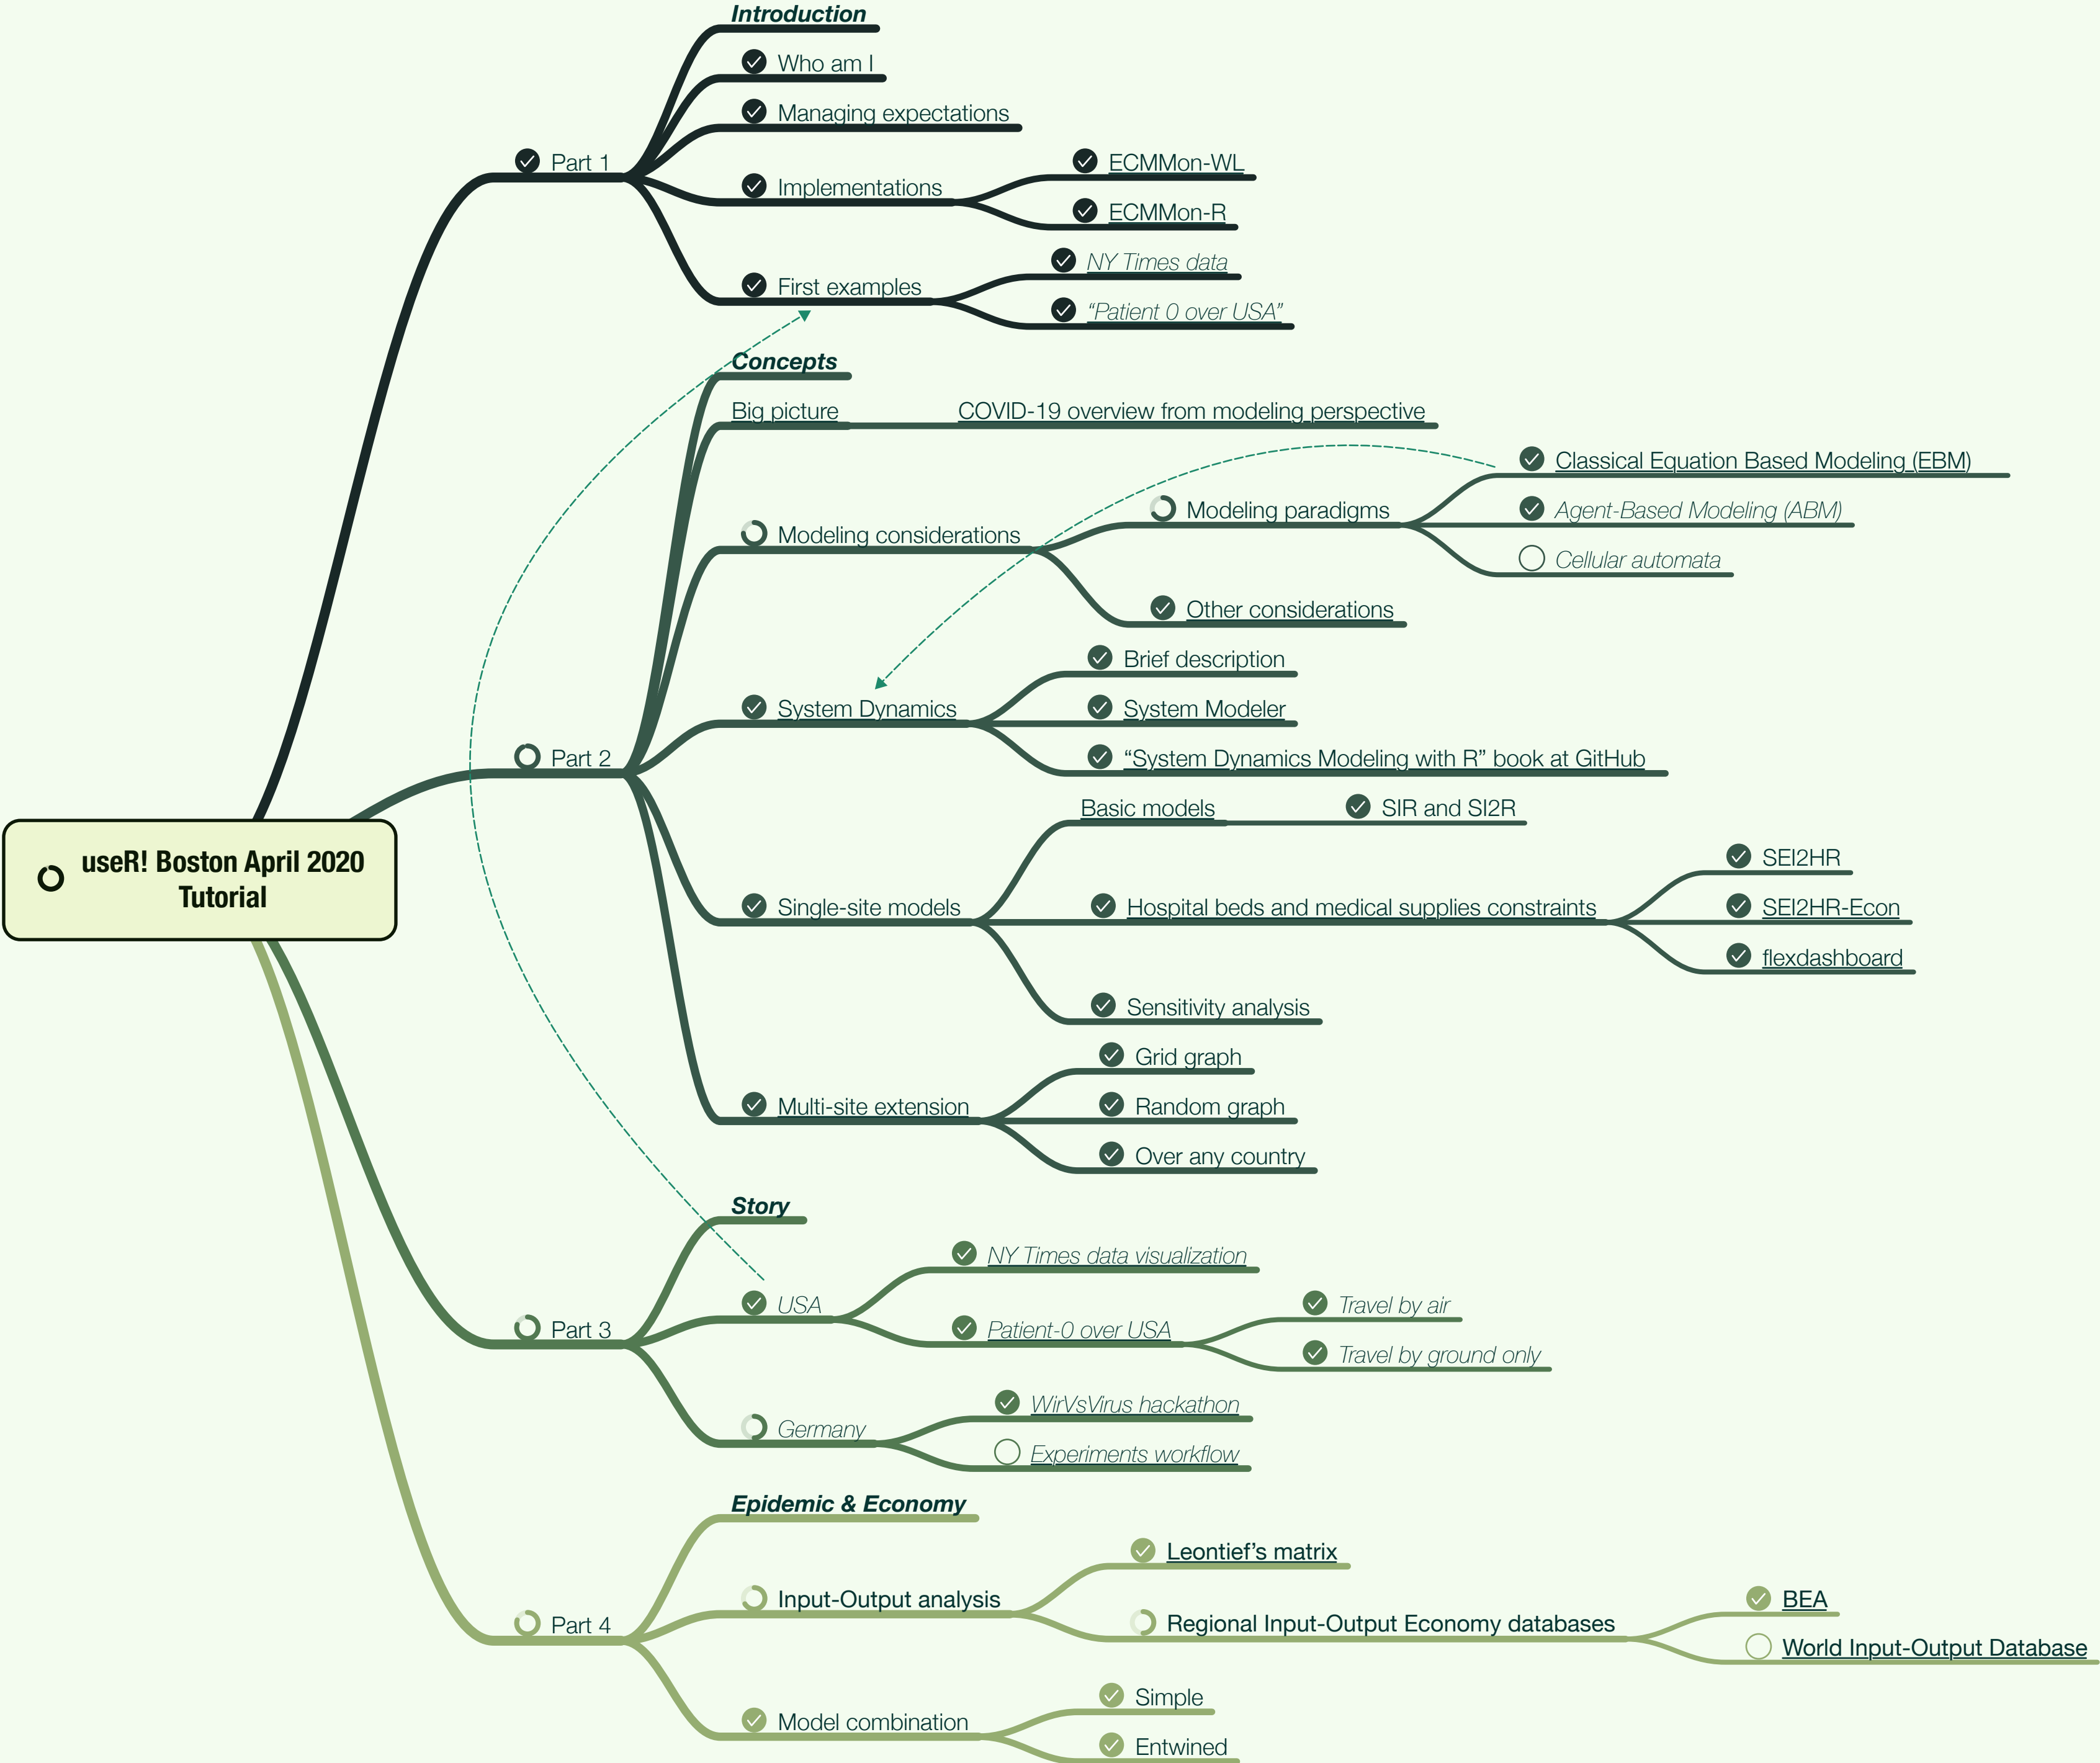 Introduction
Who am I
Managing expectations
Part 1
Implementations
ECMMon-WL
ECMMon-R
First examples
NY Times data
“Patient 0 over USA”
Concepts
Big picture
COVID-19 overview from modeling perspective
Modeling considerations
Modeling paradigms
Classical Equation Based Modeling (EBM)
Agent-Based Modeling (ABM)
Cellular automata
Other considerations
System Dynamics
Brief description
System Modeler
“System Dynamics Modeling with R” book at GitHub
Part 2
Single-site models
Basic models
SIR and SI2R
Hospital beds and medical supplies constraints
SEI2HR
SEI2HR-Econ
flexdashboard
Sensitivity analysis
Multi-site extension
Grid graph
Random graph
Over any country
useR! Boston April 2020
Tutorial
Story
Part 3
USA
NY Times data visualization
Patient-0 over USA
Travel by air
Travel by ground only
Germany
WirVsVirus hackathon
Experiments workflow
Epidemic & Economy
Part 4
Input-Output analysis
Leontief’s matrix
Regional Input-Output Economy databases
BEA
World Input-Output Database
Model combination
Simple
Entwined